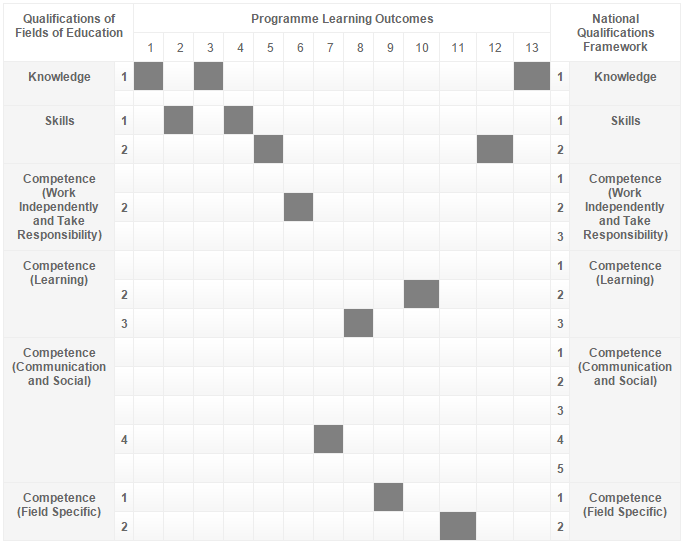 Qualifications of Fields of Education
Programme Learning Outcomes
National Qualifications Framework
1 2 3 4 5 6 7 8 9 10 11 12 13
Knowledge 1 1 Knowledge
Skills 1 1 Skills
2 2
Competence (Work Independently and Take Responsibility) 1 Competence (Work Independently and Take Responsibility)
2 2
3
Competence (Learning) 1 Competence (Learning)
2 2
3 3
Competence (Communication and Social) 1 Competence (Communication and Social)
2
3
4 4
5
Competence (Field Specific) 1 1 Competence (Field Specific)
2 2